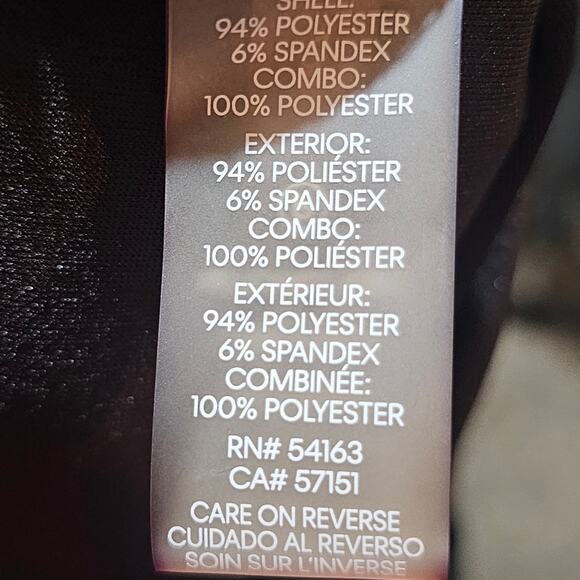 SHELL:
94% POLYESTER
6% SPANDEX
COMBO:
100% POLYESTER
EXTERIOR:
94% POLIÉSTER
6% SPANDEX
COMBO:
100% POLIÉSTER
EXTÉRIEUR:
94% POLYESTER
6% SPANDEX
COMBINÉE:
100% POLYESTER
RN# 54163
CA# 57151
CARE ON REVERSE
CUIDADO AL REVERSO
SOIN SUR L'INVERSE